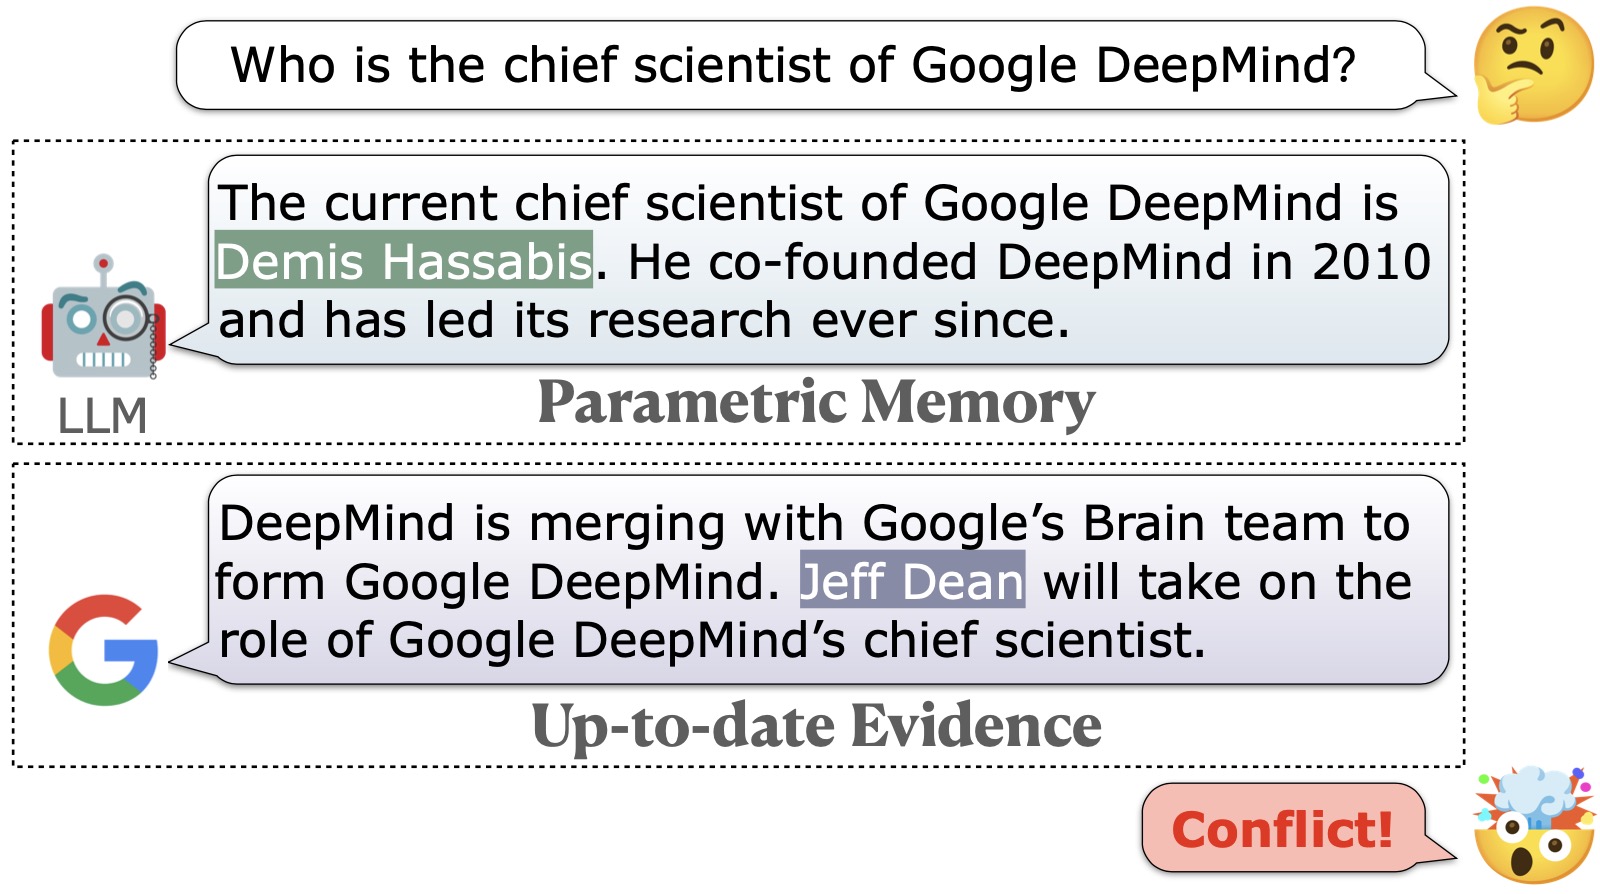 Who is the chief scientist of Google DeepMind?
The current chief scientist of Google DeepMind is
Demis Hassabis. He co-founded DeepMind in 2010
and has led its research ever since.
LLM
Parametric Memory
DeepMind is merging with Google’s Brain team to
form Google DeepMind. Jeff Dean will take on the
role of Google DeepMind’s chief scientist.
Up-to-date Evidence
Conflict!